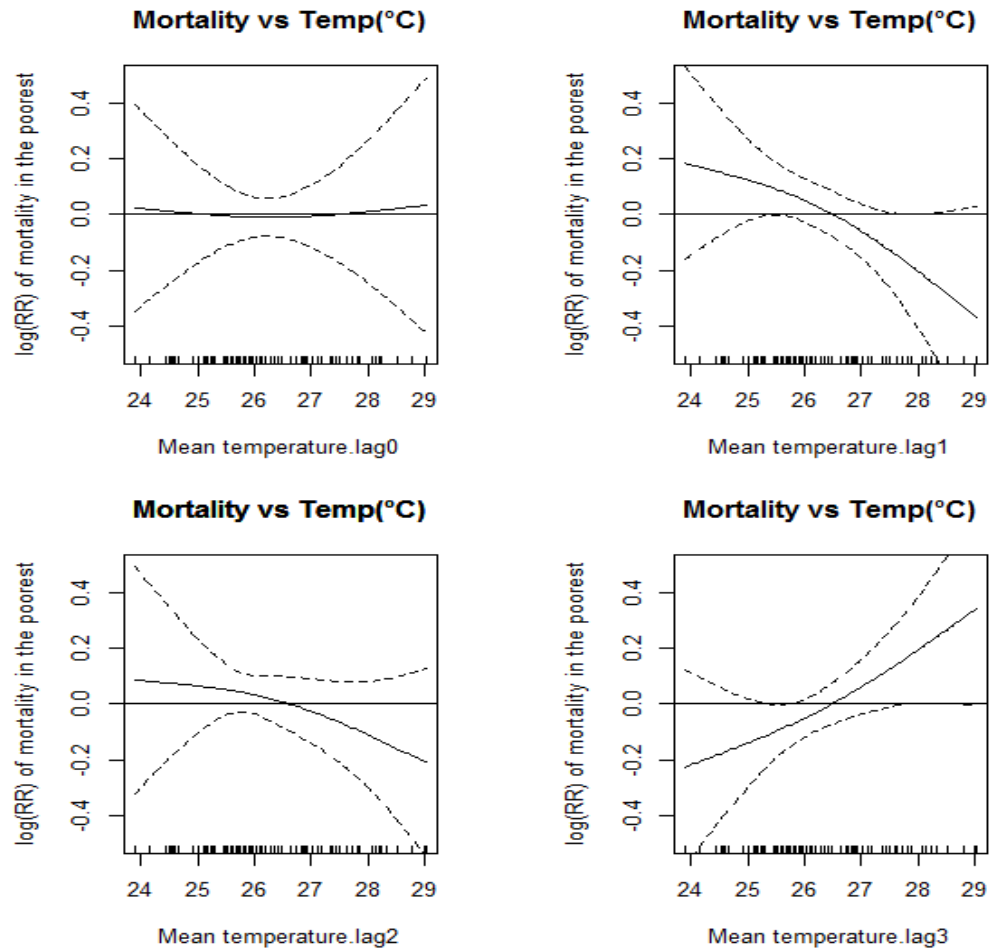 Mortality vs Temp(°C)
log(RR) of mortality in the poorest
0.4
0.2
0.0
-0.2
-0.4
24 25 26 27 28 29
Mean temperature.lag0
Mortality vs Temp(°C)
log(RR) of mortality in the poorest
0.4
0.2
0.0
-0.2
-0.4
24 25 26 27 28 29
Mean temperature.lag1
Mortality vs Temp(°C)
log(RR) of mortality in the poorest
0.4
0.2
0.0
-0.2
-0.4
24 25 26 27 28 29
Mean temperature.lag2
Mortality vs Temp(°C)
log(RR) of mortality in the poorest
0.4
0.2
0.0
-0.2
-0.4
24 25 26 27 28 29
Mean temperature.lag3